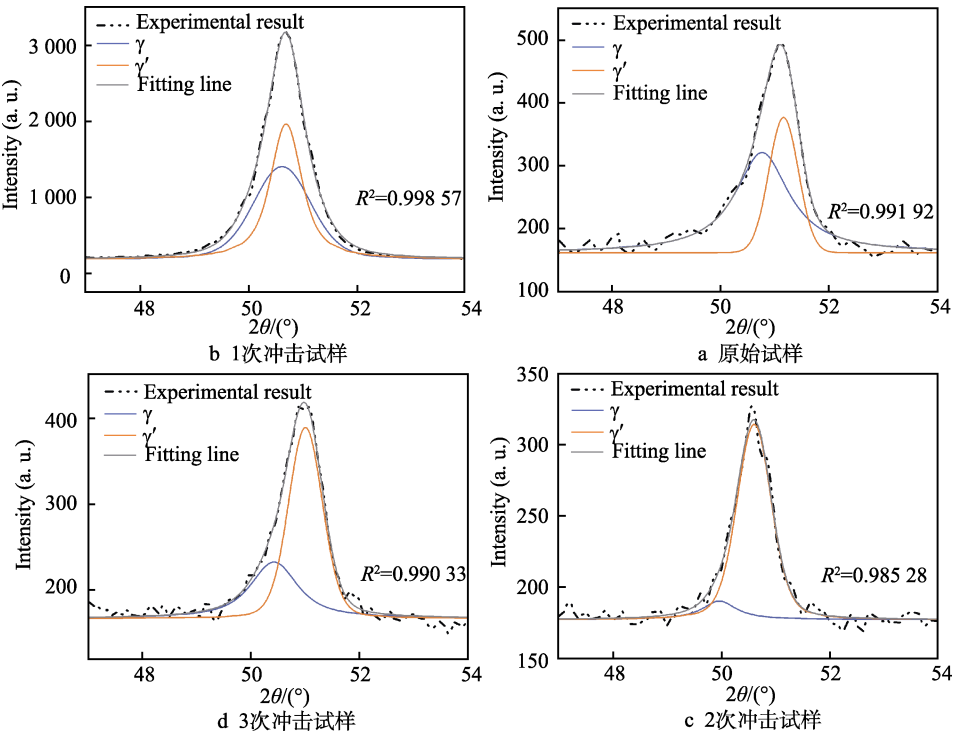 Experimental result
γ
γ′
Fitting line
3 000
2 000
1 000
0
Intensity (a. u.)
R²=0.998 57
48
50
52
54
2θ/(°)
b 1次冲击试样
Experimental result
γ
γ′
Fitting line
500
400
300
200
100
Intensity (a. u.)
R²=0.991 92
48
50
52
54
2θ/(°)
a 原始试样
Experimental result
γ
γ′
Fitting line
400
300
200
Intensity (a. u.)
R²=0.990 33
48
50
52
54
2θ/(°)
d 3次冲击试样
Experimental result
γ
γ′
Fitting line
350
300
250
200
150
Intensity (a. u.)
R²=0.985 28
48
50
52
54
2θ/(°)
c 2次冲击试样